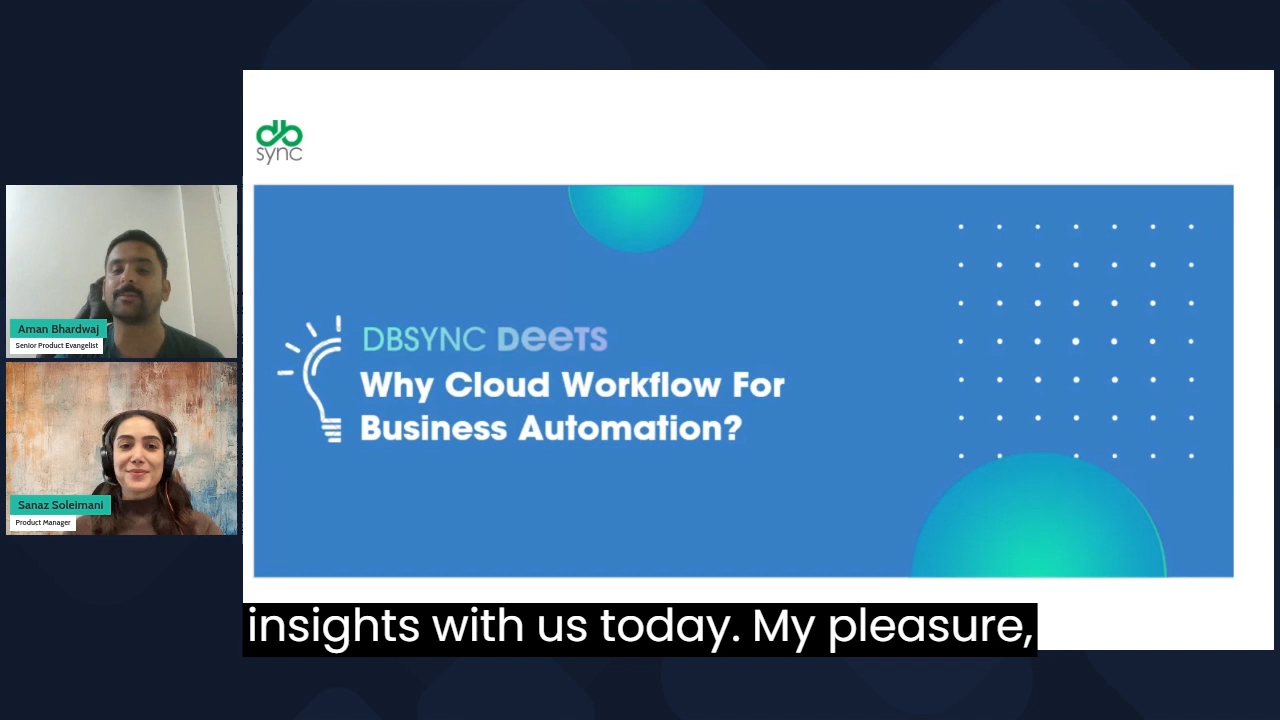 db
sync
Aman Bhardwaj
Senior Product Evangelist
Sanaz Soleimani
Product Manager
DBSYNC DeeTS
Why Cloud Workflow For
Business Automation?
insights with us today. My pleasure,